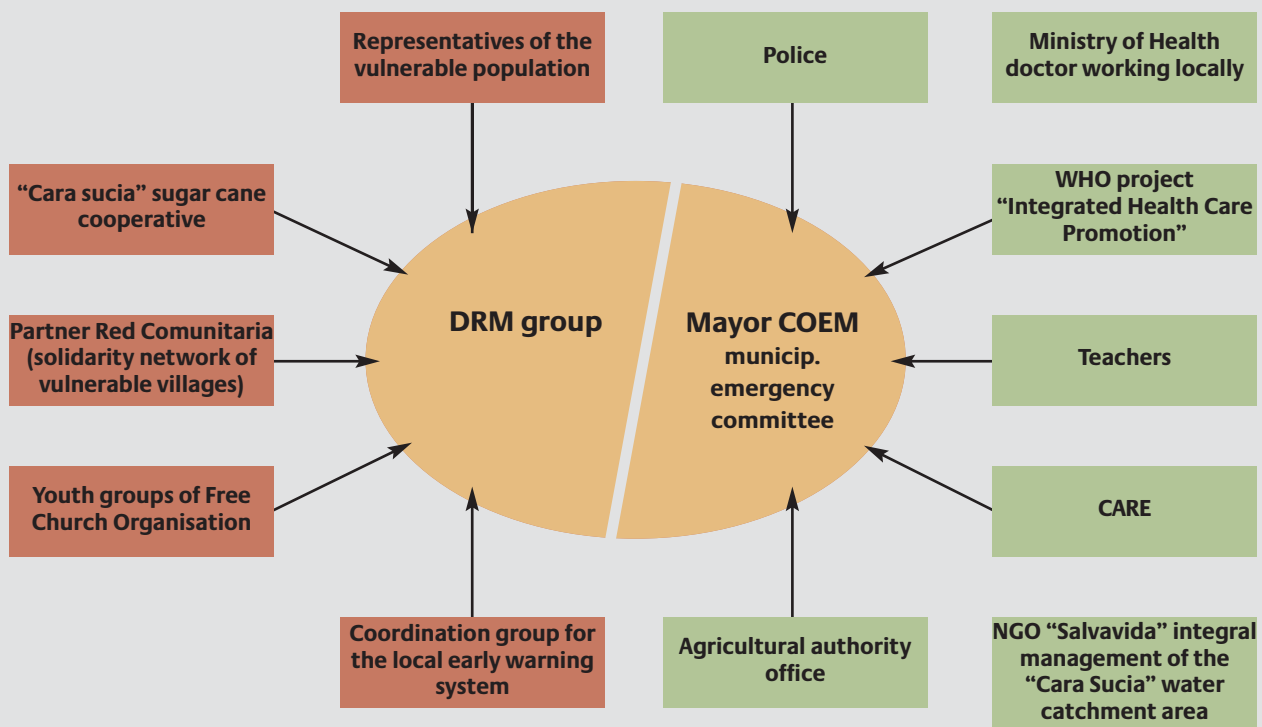 Representatives of the
vulnerable population
Police
Ministry of Health
doctor working locally
“Cara sucia” sugar cane
cooperative
WHO project
“Integrated Health Care
Promotion”
DRM group
Mayor COEM
municip.
emergency
committee
Partner Red Comunitaria
(solidarity network of
vulnerable villages)
Teachers
Youth groups of Free
Church Organisation
CARE
Coordination group for
the local early warning
system
Agricultural authority
office
NGO “Salvavida” integral
management of the
“Cara Sucia” water
catchment area